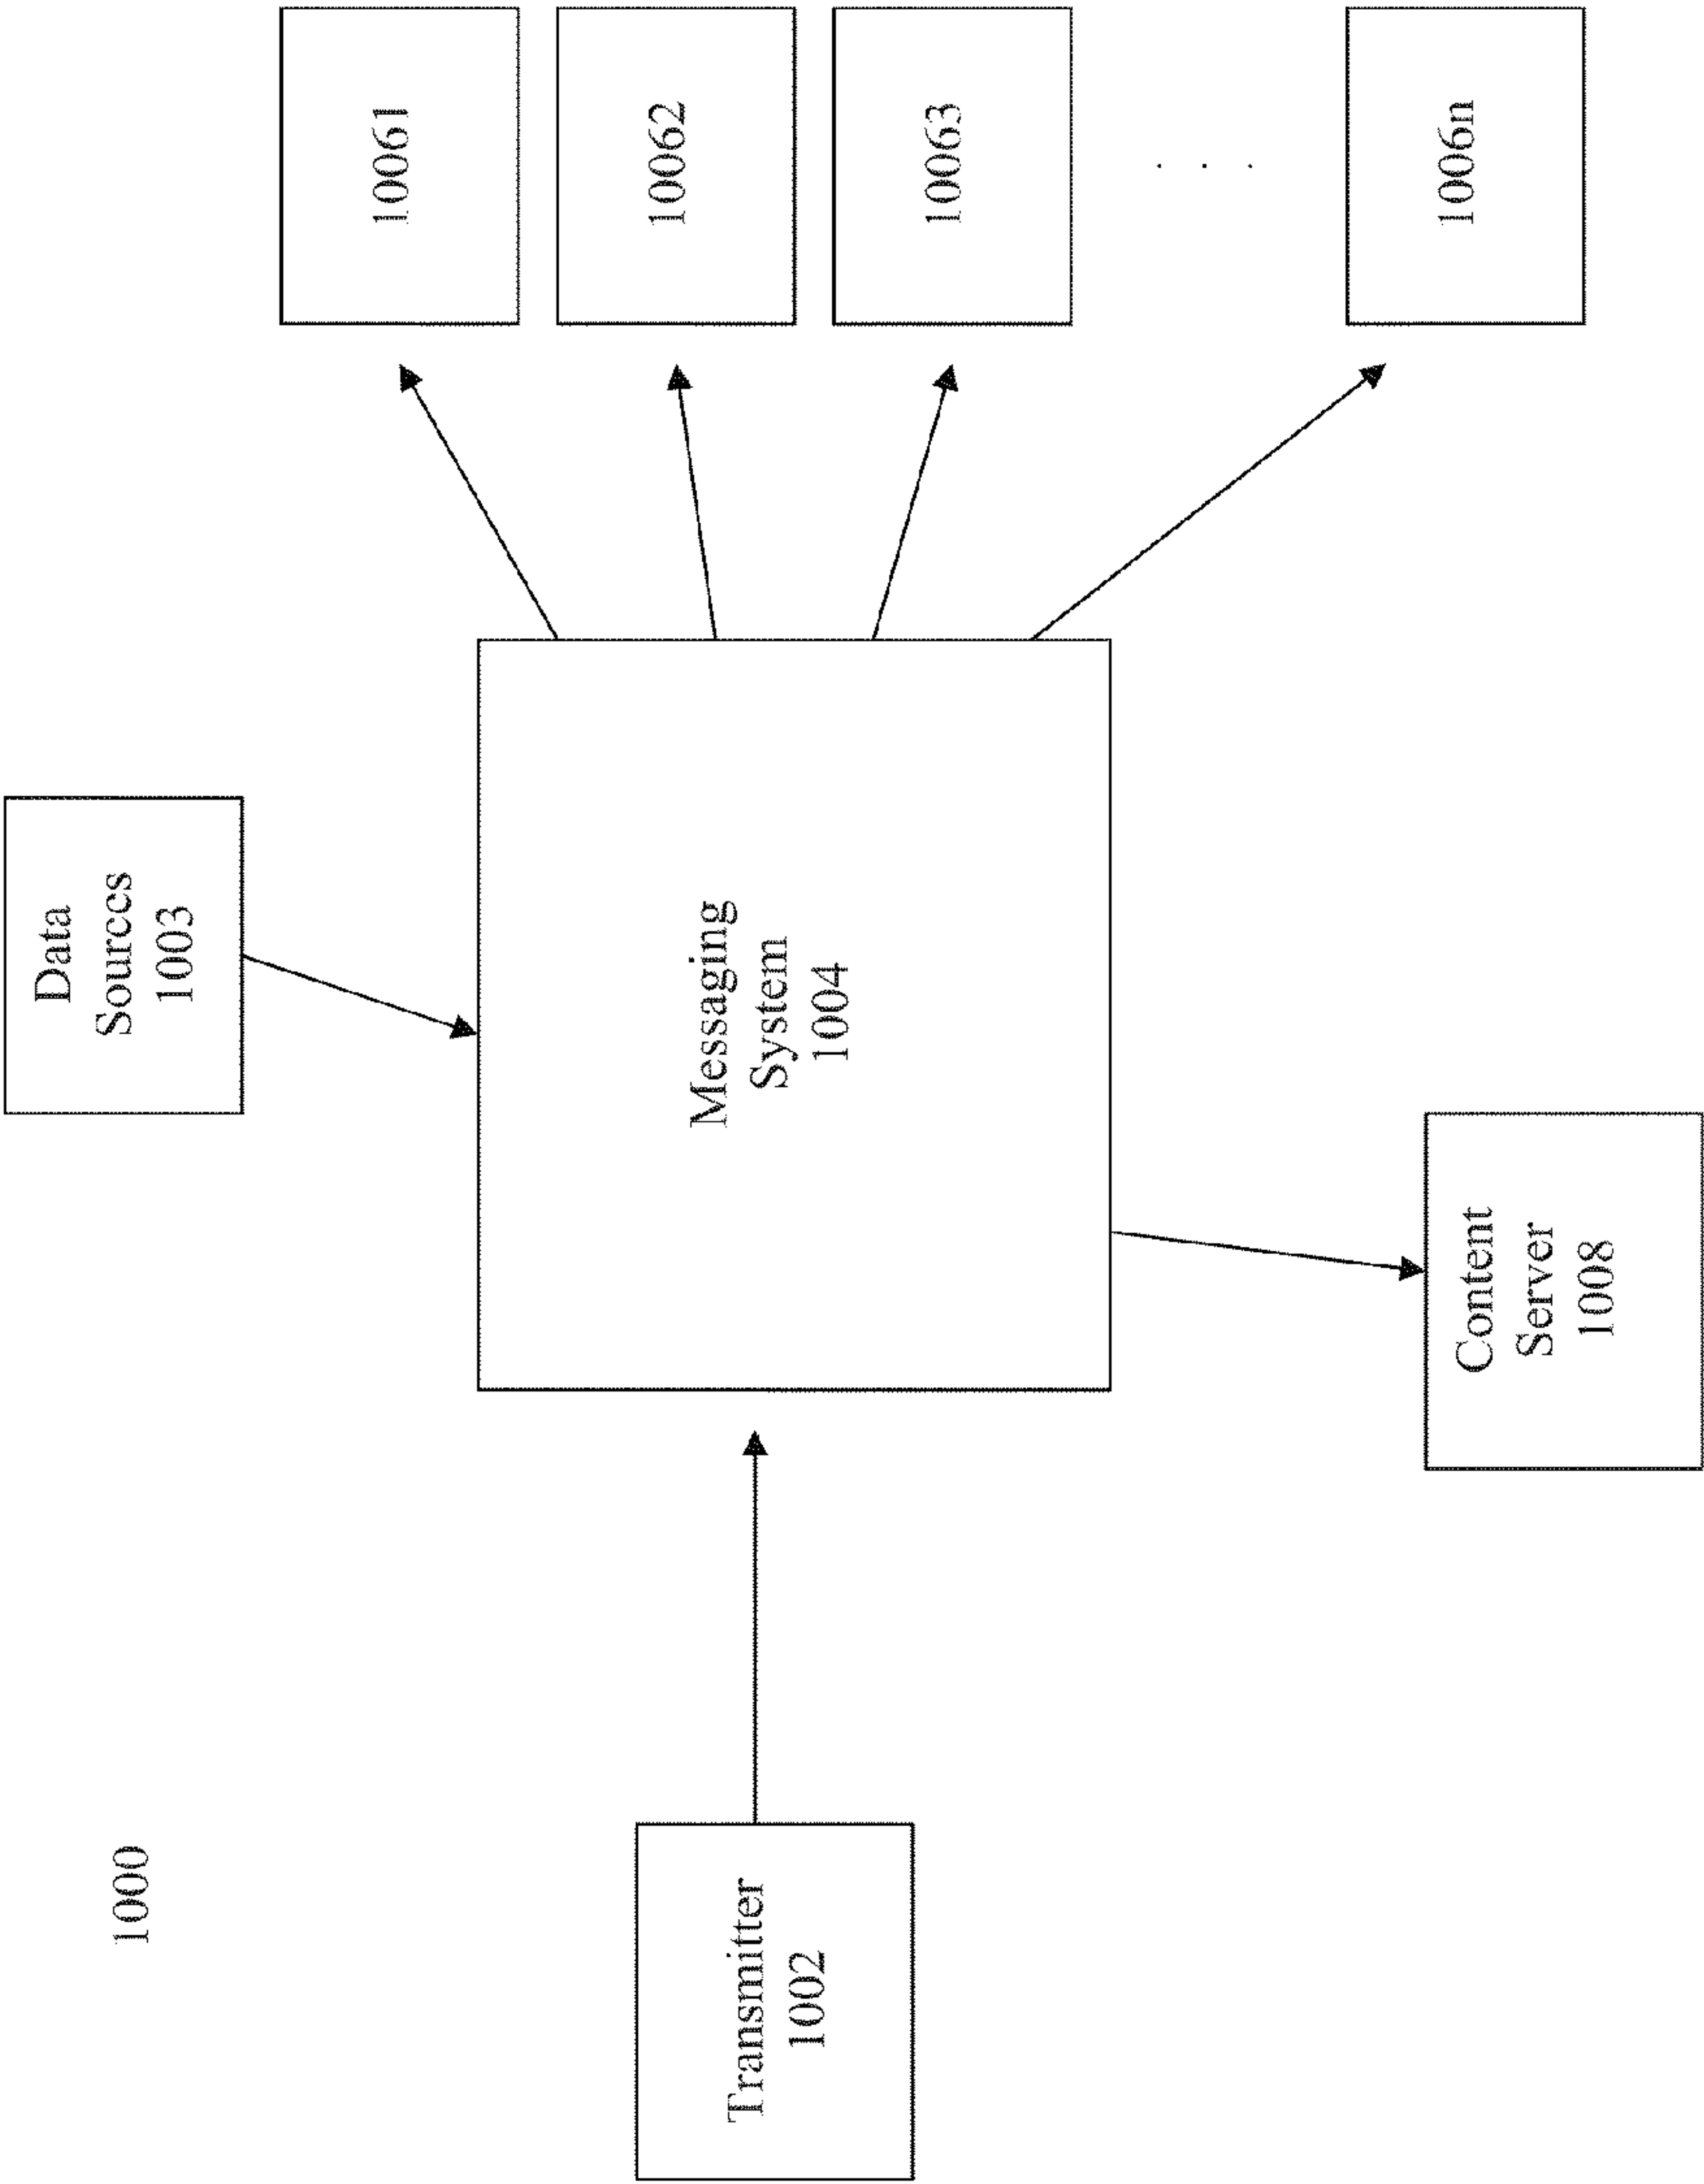 1000
Data
Sources
1003
Transmitter
1002
Messaging
System
1004
10061
10062
10063
. . .
1006n
Content
Server
1008